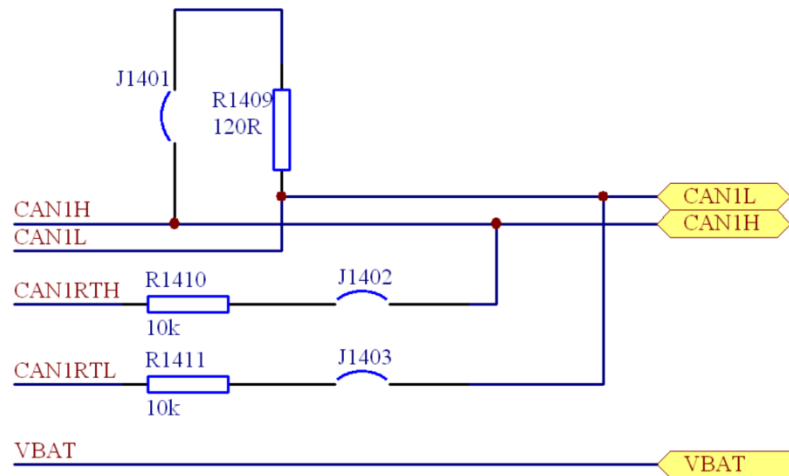 J1401
R1409
120R
CAN1H
CAN1L
CAN1L
CAN1H
CAN1RTH
R1410
10k
J1402
CAN1RTL
R1411
10k
J1403
VBAT
VBAT